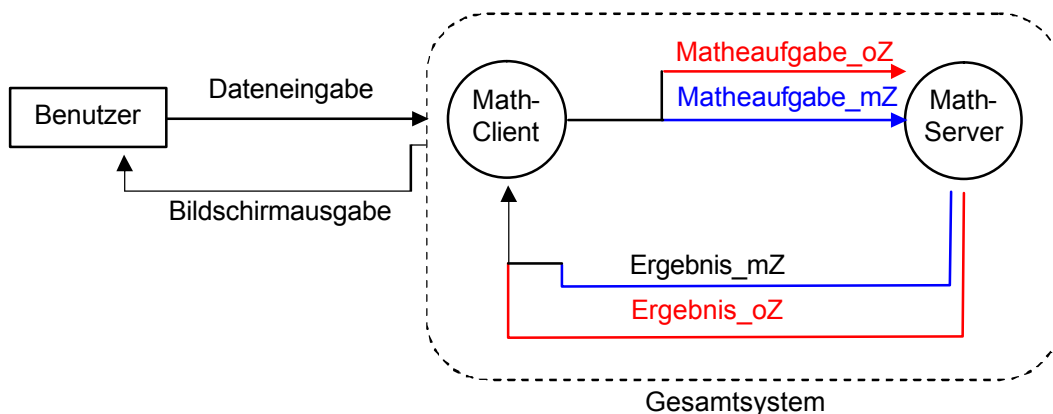 Benutzer
Dateneingabe
Bildschirmausgabe
Math-
Client
Matheaufgabe_oZ
Matheaufgabe_mZ
Math-
Server
Ergebnis_mZ
Ergebnis_oZ
Gesamtsystem